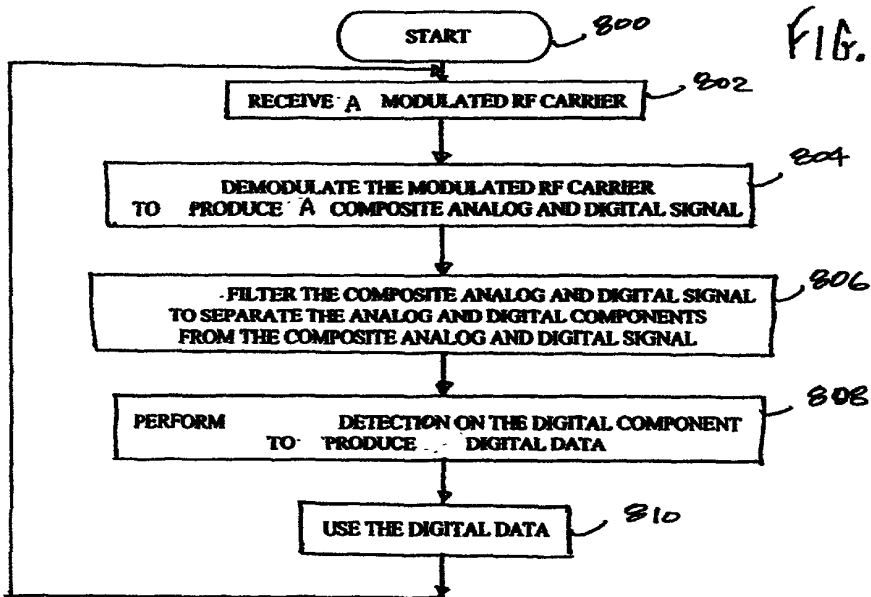 START
800
FIG.
RECEIVE A MODULATED RF CARRIER
802
804
DEMODULATE THE MODULATED RF CARRIER
TO PRODUCE A COMPOSITE ANALOG AND DIGITAL SIGNAL
806
FILTER THE COMPOSITE ANALOG AND DIGITAL SIGNAL
TO SEPARATE THE ANALOG AND DIGITAL COMPONENTS
FROM THE COMPOSITE ANALOG AND DIGITAL SIGNAL
808
PERFORM DETECTION ON THE DIGITAL COMPONENT
TO PRODUCE DIGITAL DATA
USE THE DIGITAL DATA
810